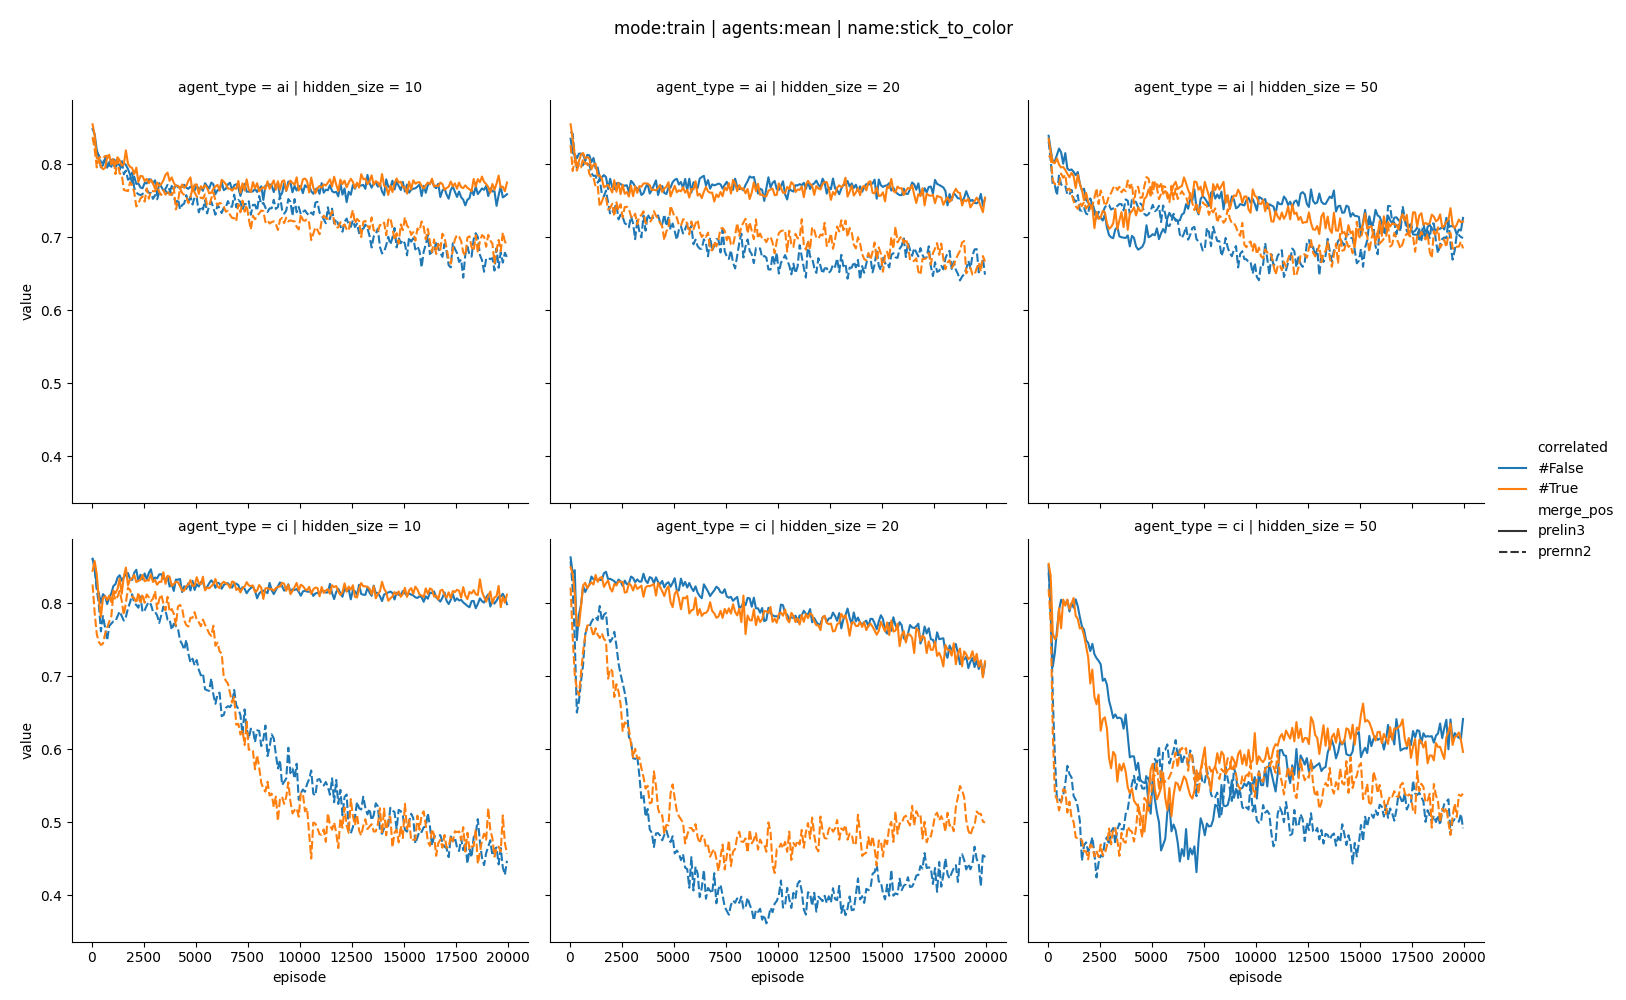 mode:train | agents:mean | name:stick_to_color
agent_type = ai | hidden_size = 10
agent_type = ai | hidden_size = 20
agent_type = ai | hidden_size = 50
0.8
0.7
0.6
0.5
0.4
value
agent_type = ci | hidden_size = 10
agent_type = ci | hidden_size = 20
agent_type = ci | hidden_size = 50
0.8
0.7
0.6
0.5
0.4
value
0 2500 5000 7500 10000 12500 15000 17500 20000
episode
0 2500 5000 7500 10000 12500 15000 17500 20000
episode
0 2500 5000 7500 10000 12500 15000 17500 20000
episode
correlated
#False
#True
merge_pos
prelin3
prernn2